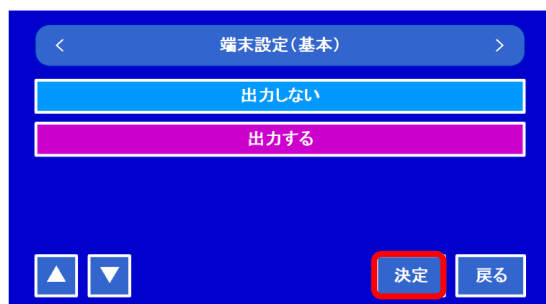 < 端末設定(基本) >
出力しない
出力する
▲ ▼ 決定 戻る